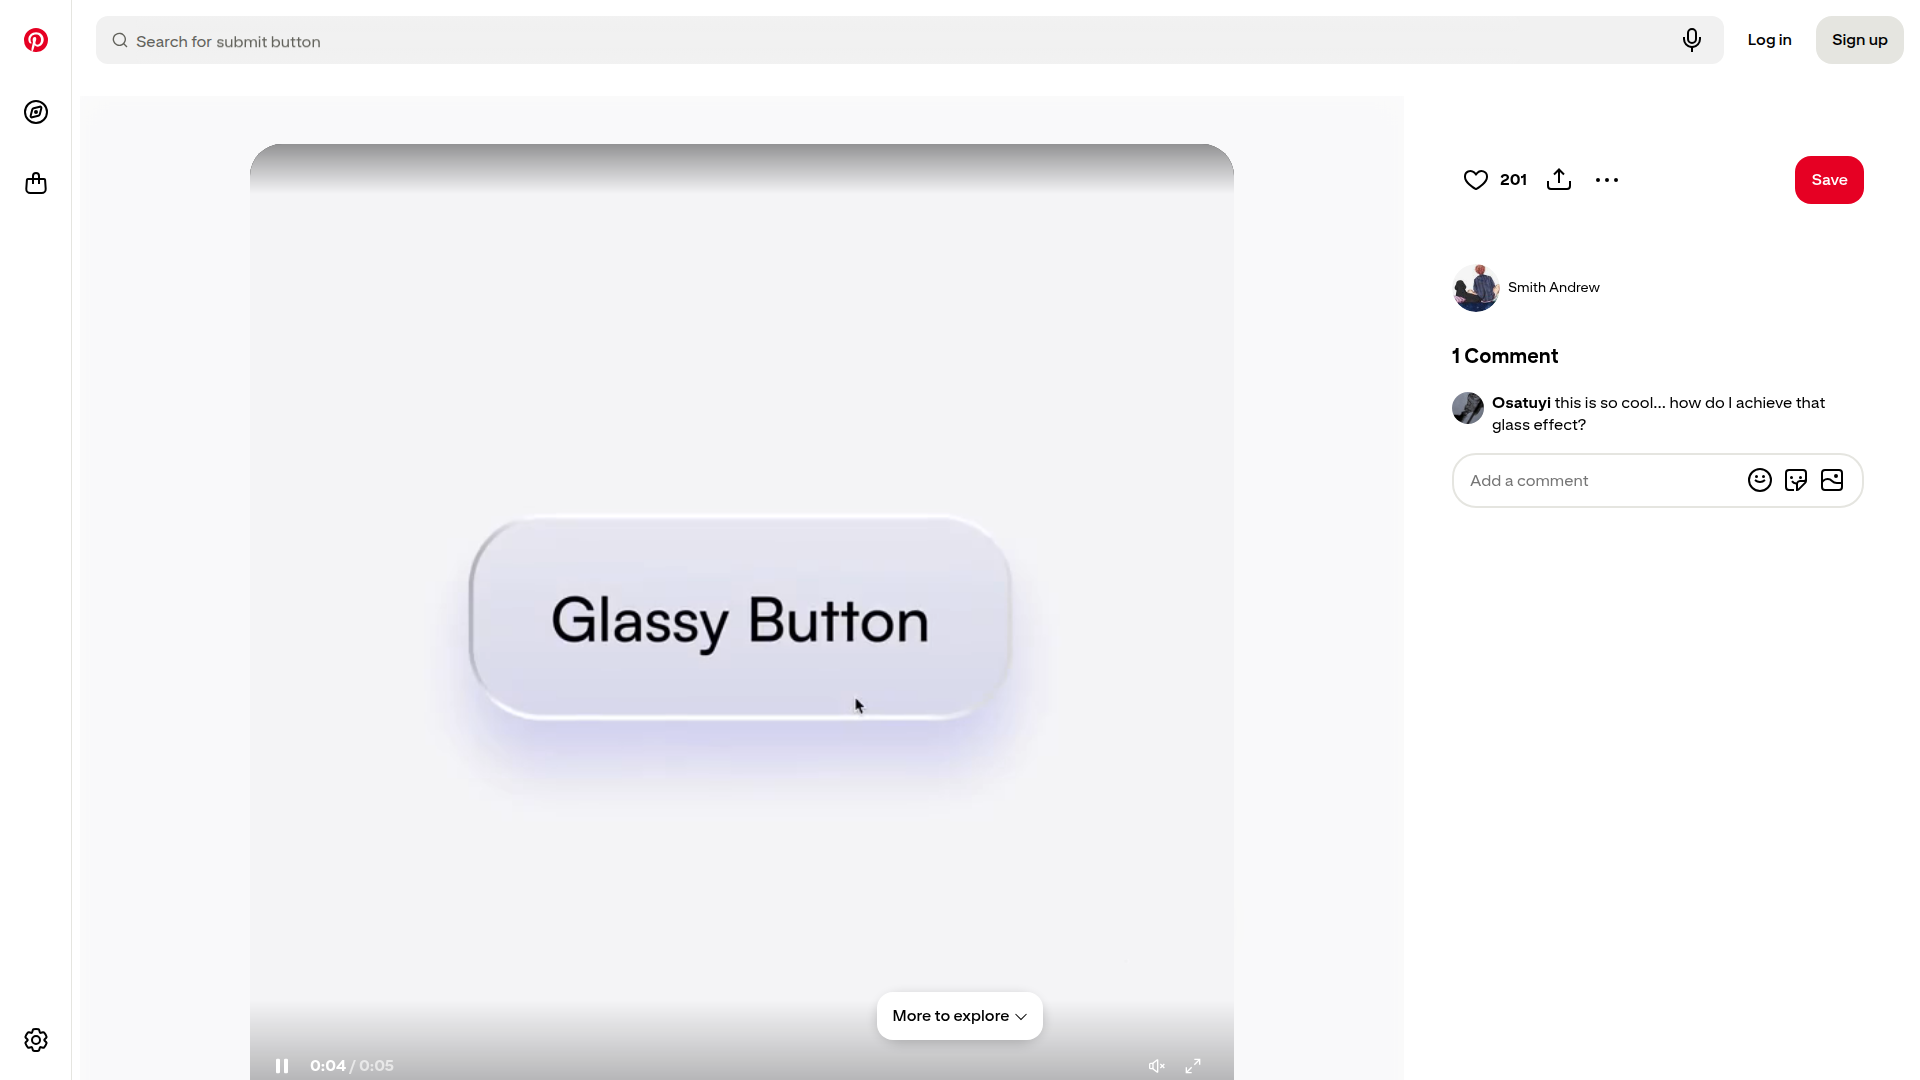 Search for submit button
Log in
Sign up
201
Save
Smith Andrew
1 Comment
Osatuyi this is so cool... how do I achieve that
glass effect?
Add a comment
Glassy Button
More to explore
0:04 / 0:05